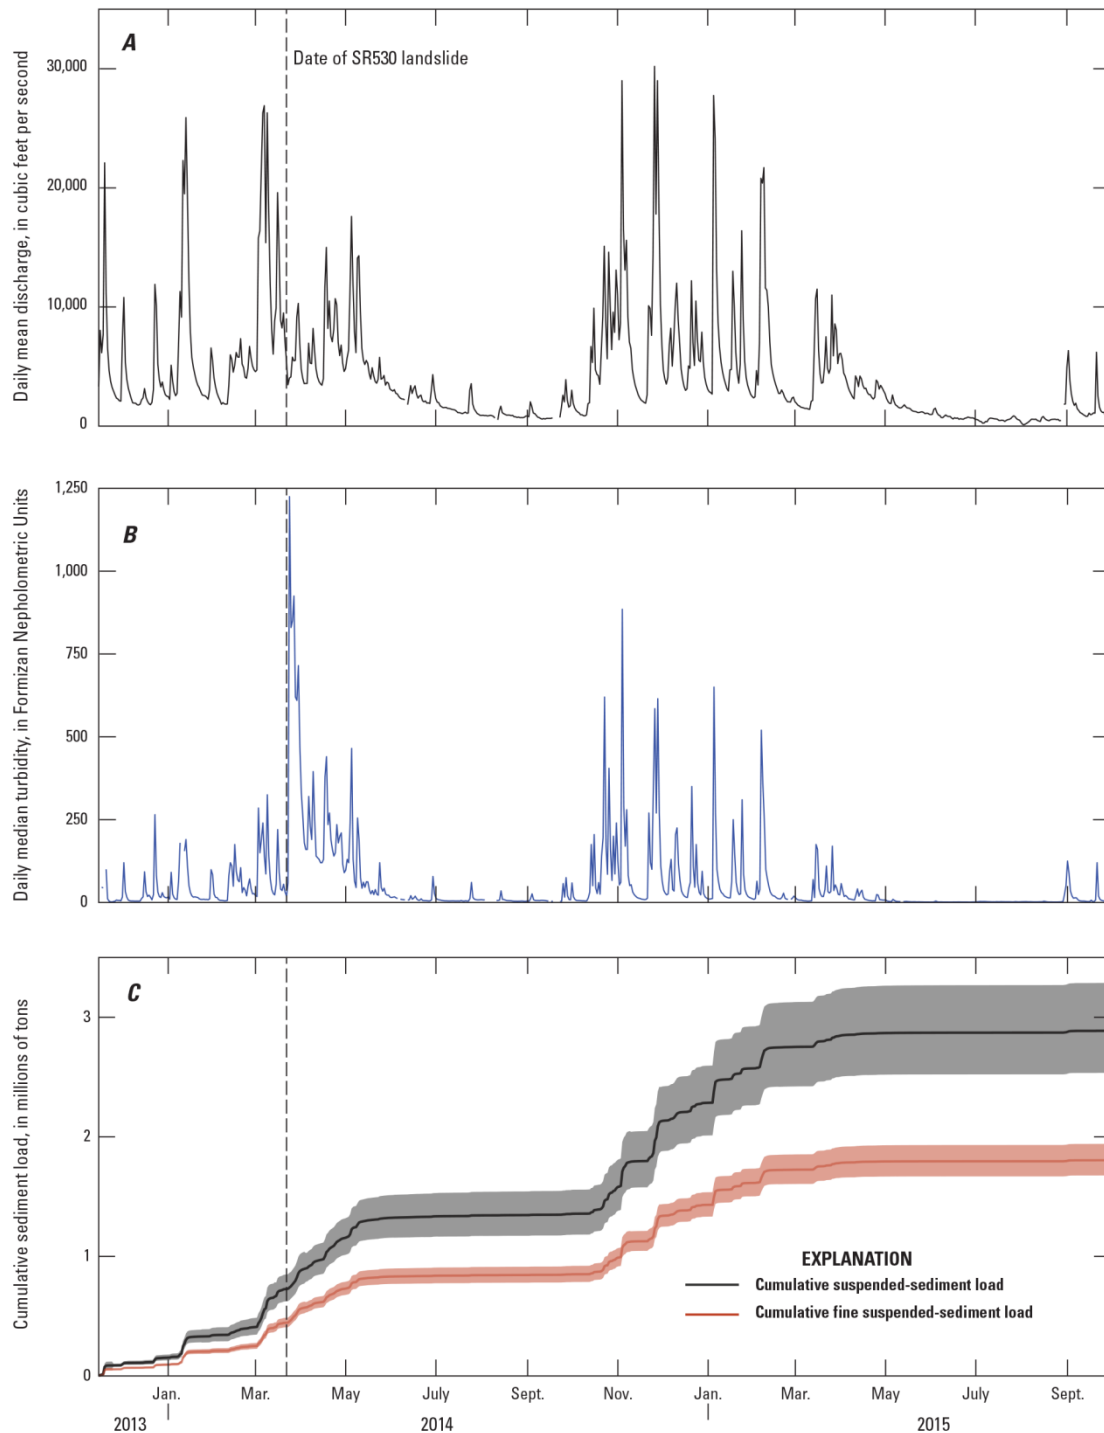 A
Date of SR530 landslide
Daily mean discharge, in cubic feet per second
30,000
20,000
10,000
0
B
Daily median turbidity, in Formizan Nepholometric Units
1,250
1,000
750
500
250
0
C
Cumulative sediment load, in millions of tons
3
2
1
0
EXPLANATION
Cumulative suspended-sediment load
Cumulative fine suspended-sediment load
Jan. Mar. May July Sept. Nov. Jan. Mar. May July Sept.
2013 2014 2015